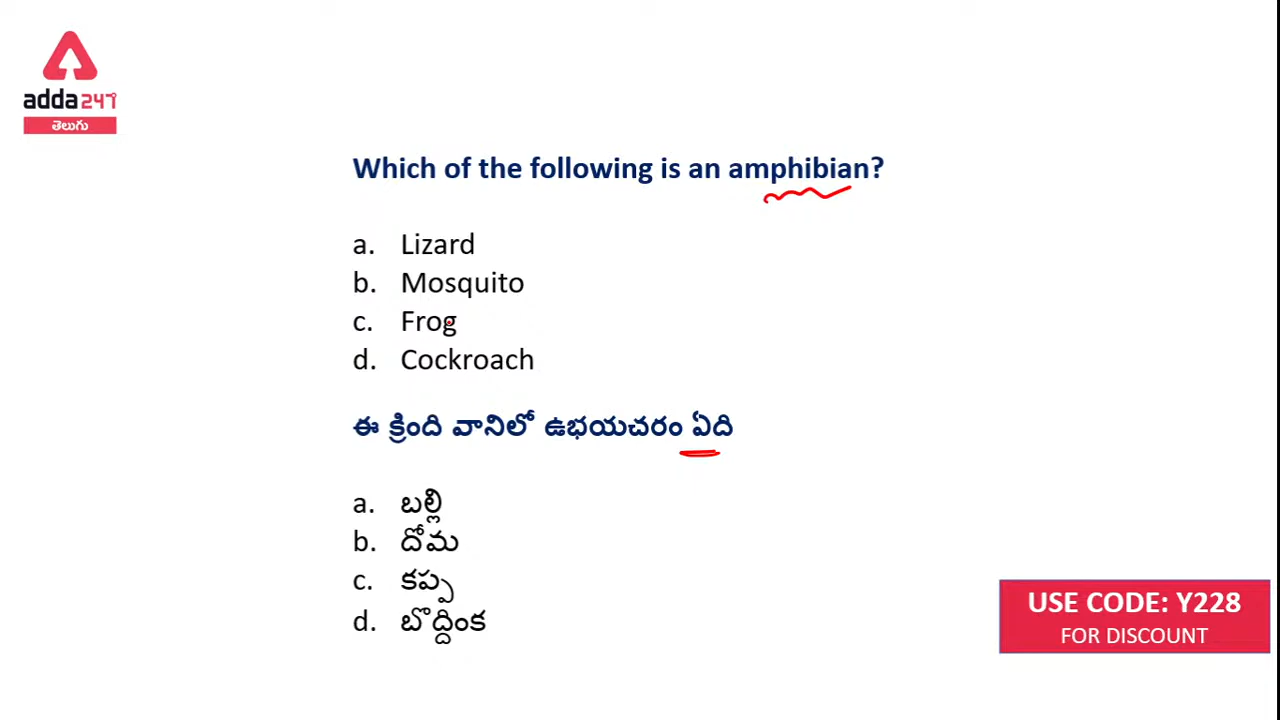 adda247
తెలుగు
Which of the following is an amphibian?
a. Lizard
b. Mosquito
c. Frog
d. Cockroach
ఈ క్రింది వానిలో ఉభయచరం ఏది
a. బల్లి
b. దోమ
c. కప్ప
d. బొద్దింక
USE CODE: Y228
FOR DISCOUNT